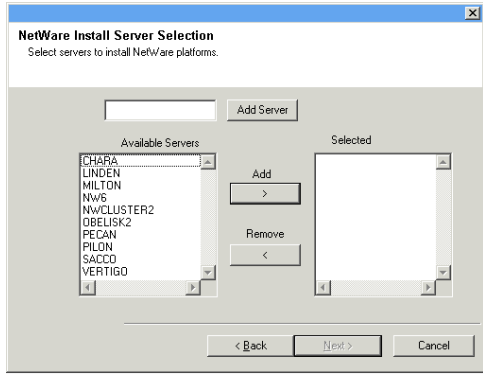 NetWare Install Server Selection
Select servers to install NetWare platforms.
Add Server
Available Servers
Selected
CHARA
LINDEN
MILTON
NW6
NWCLUSTER2
OBELISK2
PECAN
PILON
SACCO
VERTIGO
Add
>
Remove
<
< Back
Next >
Cancel